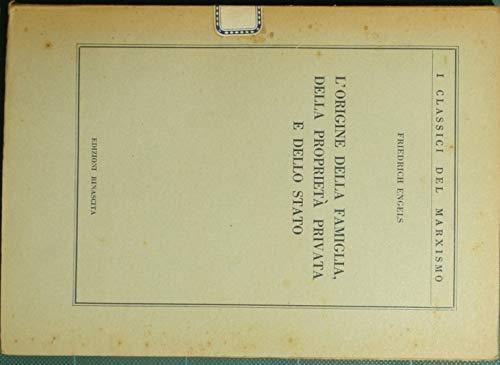 I CLASSICI DEL MARXISMO
FRIEDRICH ENGELS
L'ORIGINE DELLA FAMIGLIA,
DELLA PROPRIETÀ PRIVATA
E DELLO STATO
EDIZIONI RINASCITA